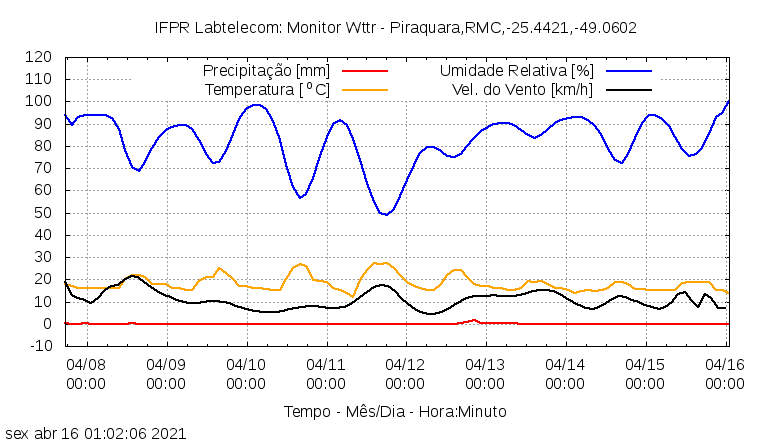 IFPR Labtelecom: Monitor Wttr - Piraquara,RMC,-25.4421,-49.0602
Precipitação [mm] Umidade Relativa [%]
Temperatura [ ⁰C] Vel. do Vento [km/h]
120
110
100
90
80
70
60
50
40
30
20
10
0
-10
04/08 04/09 04/10 04/11 04/12 04/13 04/14 04/15 04/16
00:00 00:00 00:00 00:00 00:00 00:00 00:00 00:00 00:00
Tempo - Mês/Dia - Hora:Minuto
sex abr 16 01:02:06 2021